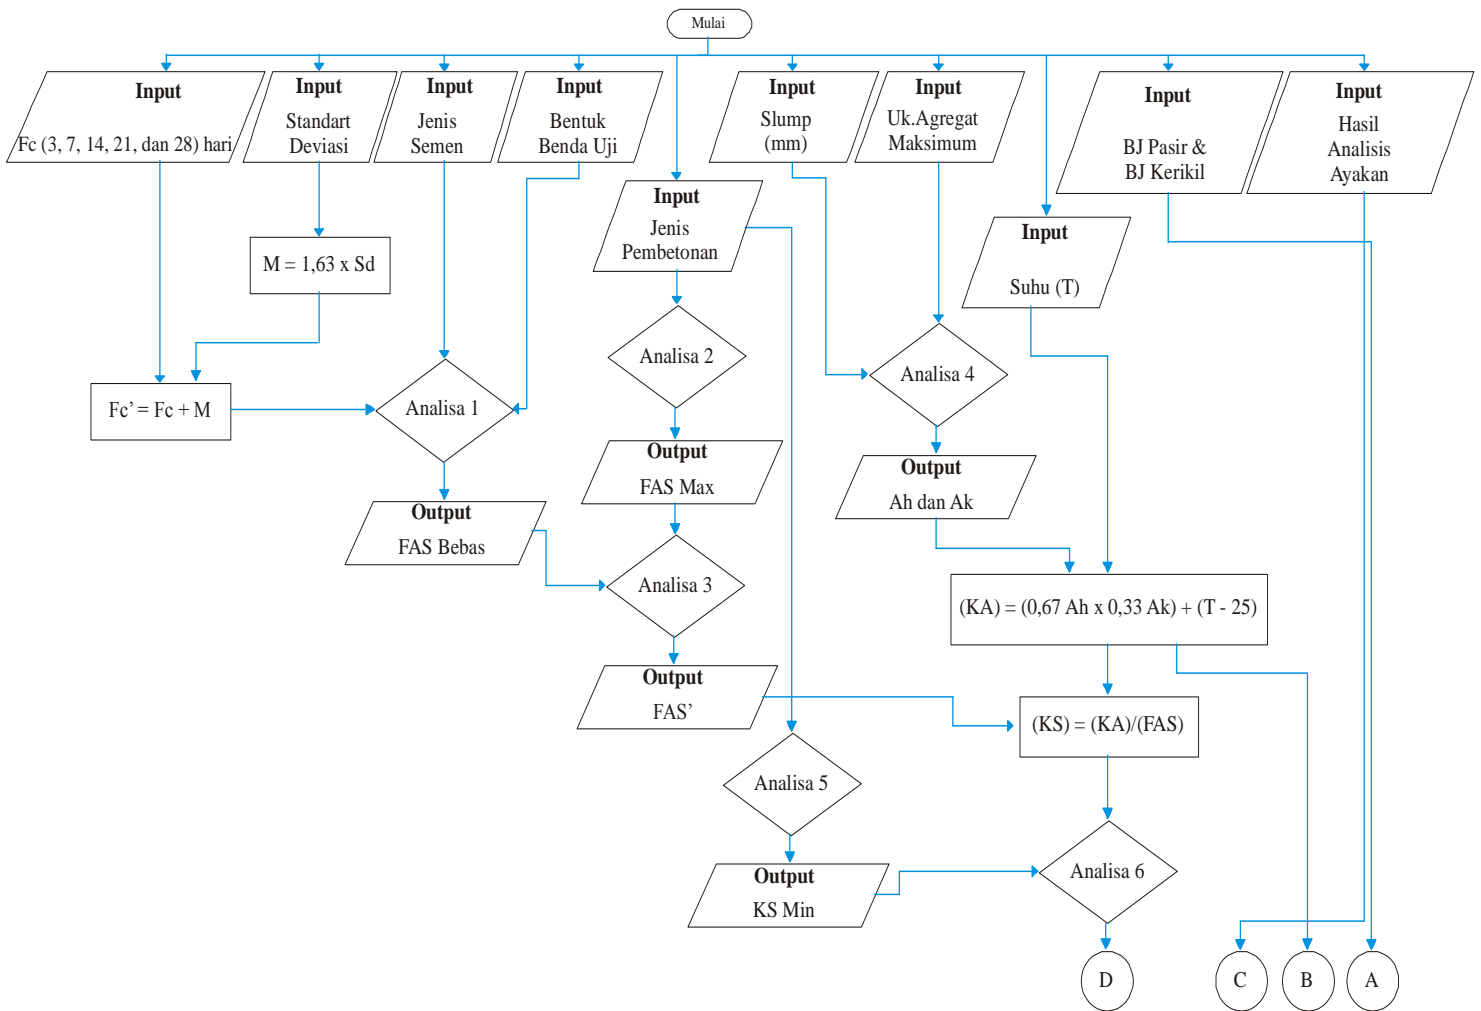 Mulai
Input
Fc (3, 7, 14, 21, dan 28) hari
Input
Standart
Deviasi
Input
Jenis
Semen
Input
Bentuk
Benda Uji
Input
Slump
(mm)
Input
Uk.Agregat
Maksimum
Input
BJ Pasir &
BJ Kerikil
Input
Hasil
Analisis
Ayakan
Input
Jenis
Pembetonan
Input
Suhu (T)
M = 1,63 x Sd
Analisa 2
Analisa 4
Fc’ = Fc + M
Analisa 1
Output
FAS Max
Output
Ah dan Ak
Output
FAS Bebas
Analisa 3
(KA) = (0,67 Ah x 0,33 Ak) + (T - 25)
Output
FAS’
(KS) = (KA)/(FAS)
Analisa 5
Analisa 6
Output
KS Min
D
C
B
A